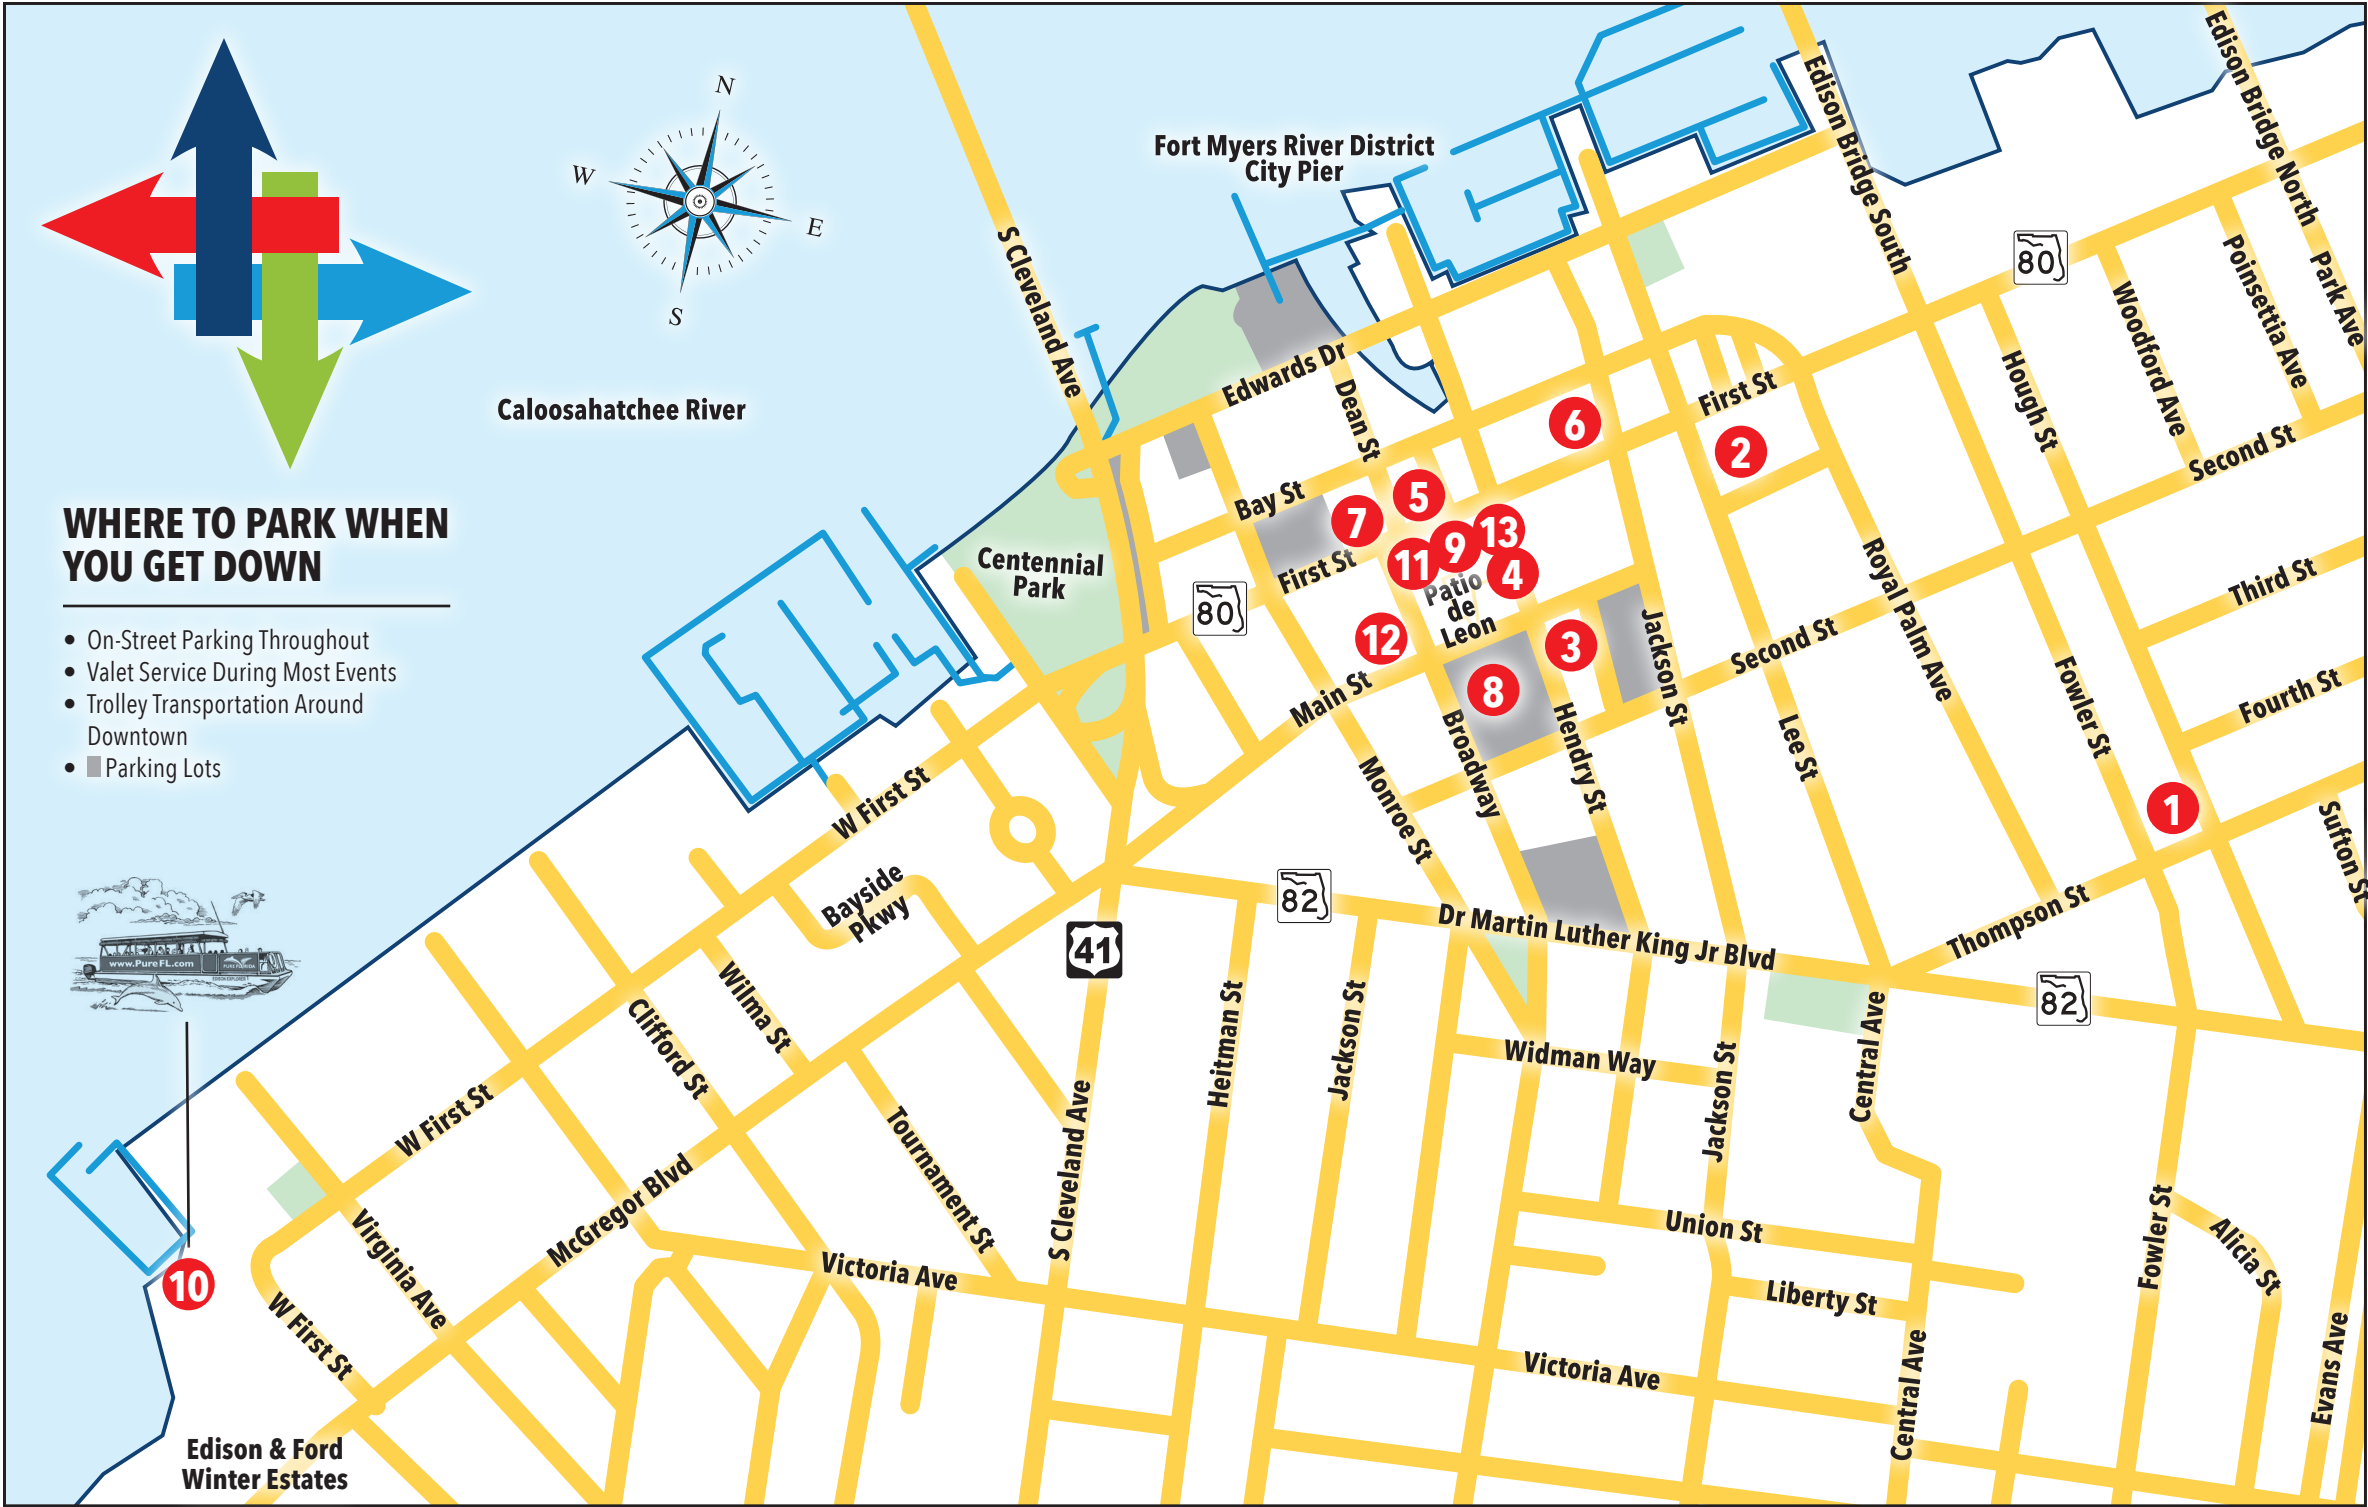 N
W
E
S
Fort Myers River District
City Pier
Edison Bridge South
Edison Bridge North
Park Ave
S Cleveland Ave
80
Poinsettia Ave
Woodford Ave
Hough St
Caloosahatchee River
Edwards Dr
Dean St
First St
6
2
Second St
WHERE TO PARK WHEN
YOU GET DOWN
• On-Street Parking Throughout
• Valet Service During Most Events
• Trolley Transportation Around
Downtown
• Parking Lots
Bay St
5
7
13
9
11
4
First St
Centennial
Park
80
Patio
de
Leon
12
3
8
Main St
Jackson St
Second St
Royal Palm Ave
Third St
Fourth St
Fowler St
Lee St
Broadway
Hendry St
Monroe St
1
Sufton St
W First St
Bayside
Pkwy
82
Dr Martin Luther King Jr Blvd
Thompson St
41
82
www.PureFL.com
PURE FLORIDA
Wilma St
Clifford St
Heitman St
Jackson St
Widman Way
Jackson St
Central Ave
W First St
Tournament St
S Cleveland Ave
McGregor Blvd
Virginia Ave
Victoria Ave
Union St
Liberty St
Fowler St
Alicia St
10
W First St
Victoria Ave
Central Ave
Evans Ave
Edison & Ford
Winter Estates